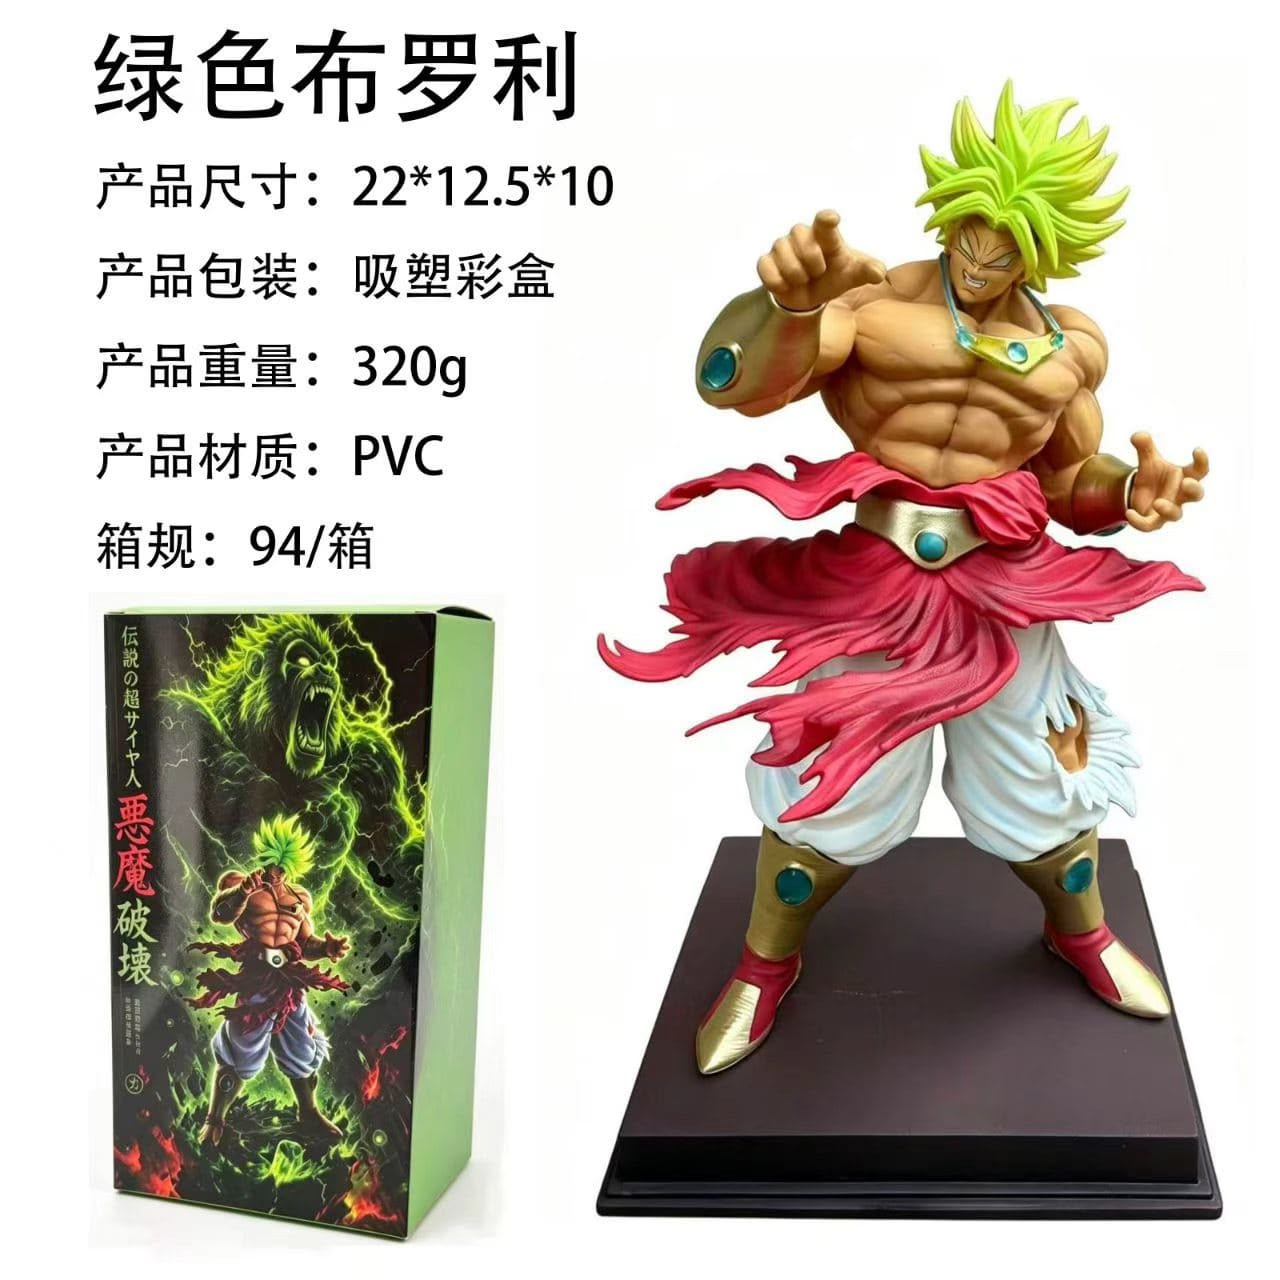 绿色布罗利
产品尺寸：22*12.5*10
产品包装：吸塑彩盒
产品重量：320g
产品材质：PVC
箱规：94/箱
伝説の超サイヤ人
悪魔破壊
力